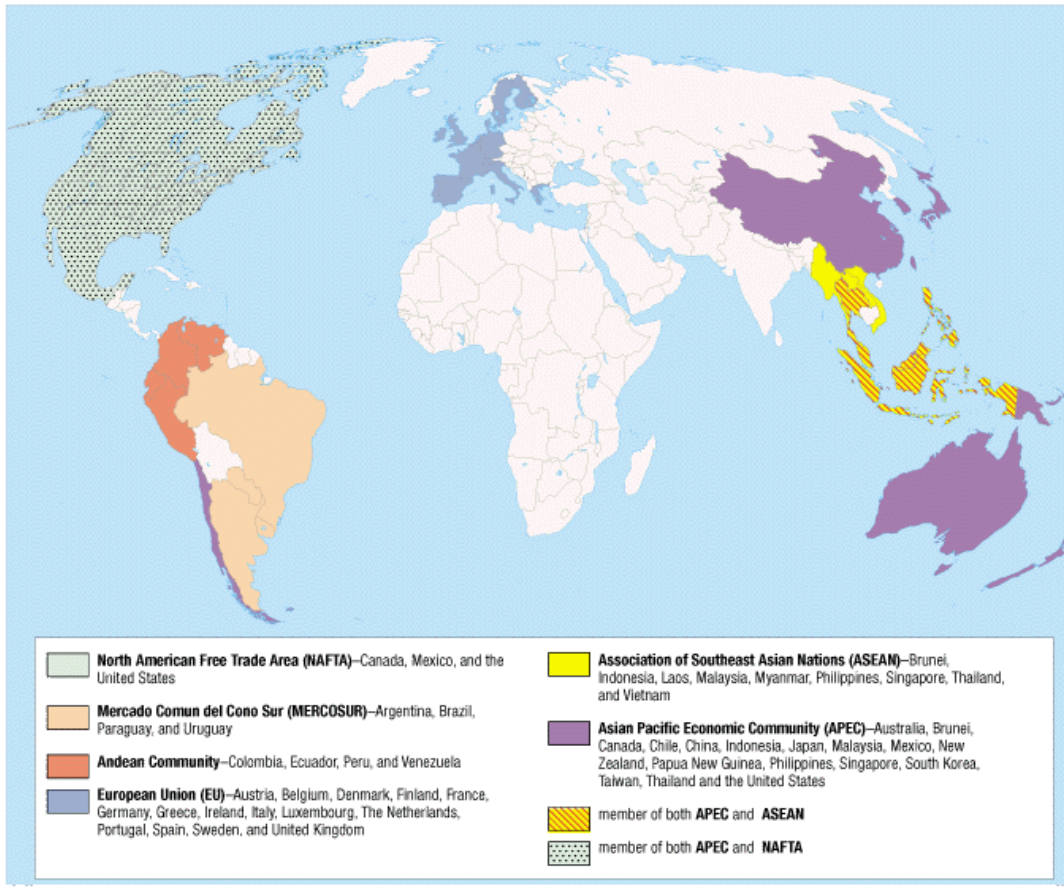 North American Free Trade Area (NAFTA)–Canada, Mexico, and the
United States
Mercado Comun del Cono Sur (MERCOSUR)–Argentina, Brazil,
Paraguay, and Uruguay
Andean Community–Colombia, Ecuador, Peru, and Venezuela
European Union (EU)–Austria, Belgium, Denmark, Finland, France,
Germany, Greece, Ireland, Italy, Luxembourg, The Netherlands,
Portugal, Spain, Sweden, and United Kingdom
Association of Southeast Asian Nations (ASEAN)–Brunei,
Indonesia, Laos, Malaysia, Myanmar, Philippines, Singapore, Thailand,
and Vietnam
Asian Pacific Economic Community (APEC)–Australia, Brunei,
Canada, Chile, China, Indonesia, Japan, Malaysia, Mexico, New
Zealand, Papua New Guinea, Philippines, Singapore, South Korea,
Taiwan, Thailand and the United States
member of both APEC and ASEAN
member of both APEC and NAFTA